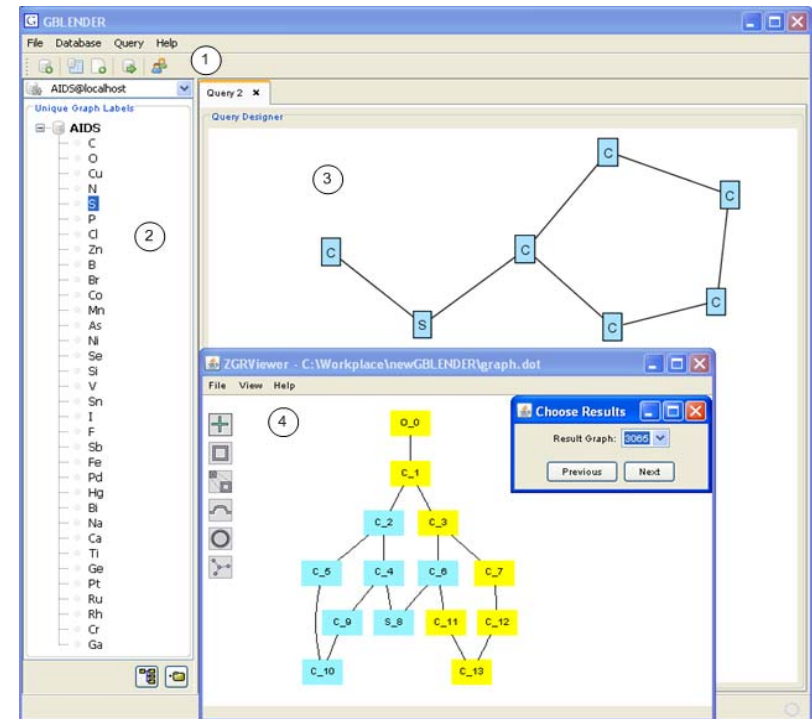 GBLENDER
File Database Query Help
1
AIDS@localhost
Unique Graph Labels
AIDS
C
O
Cu
N
S
P
Cl
Zn
B
Br
Co
Mn
As
Ni
Se
Si
V
Sn
I
F
Sb
Fe
Pd
Hg
Bi
Na
Ca
Ti
Ge
Pt
Ru
Rh
Cr
Ga
2
Query 2
Query Designer
3
C
C
C
C
C
C
S
ZGRViewer - C:\Workplace\newGBLENDER\graph.dot
File View Help
4
O_0
C_1
C_2 C_3
C_5 C_4 C_6 C_7
C_9 S_8 C_11 C_12
C_10 C_13
Choose Results
Result Graph: 3065
Previous Next